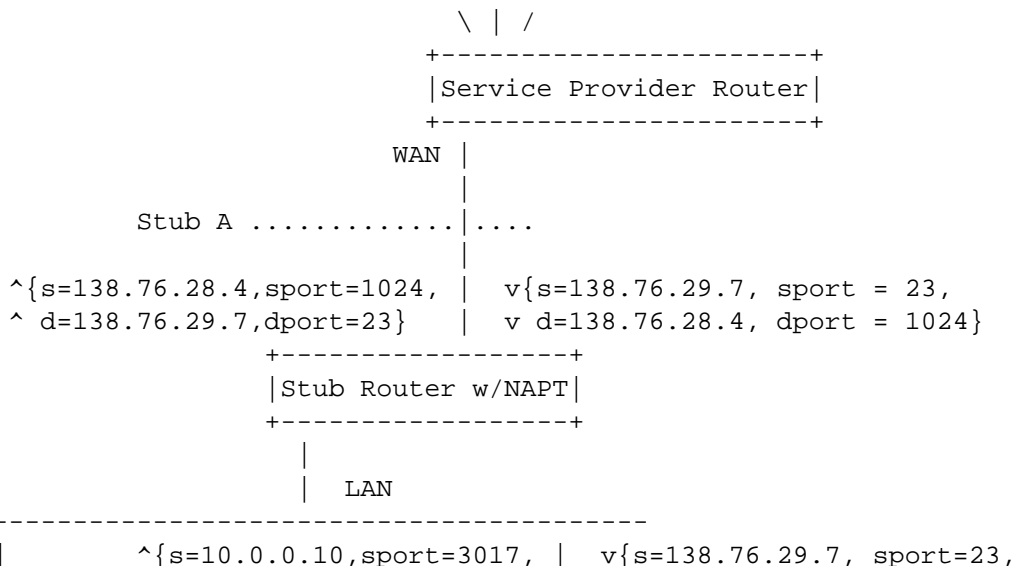 \ | /
+-----------------------+
|Service Provider Router|
+-----------------------+
WAN |
|
Stub A .............|....
|
^{s=138.76.28.4,sport=1024, | v{s=138.76.29.7, sport = 23,
^ d=138.76.29.7,dport=23} | v d=138.76.28.4, dport = 1024}
+------------------+
|Stub Router w/NAPT|
+------------------+
|
| LAN
-----------------------------------------
| ^{s=10.0.0.10,sport=3017, | v{s=138.76.29.7, sport=23,